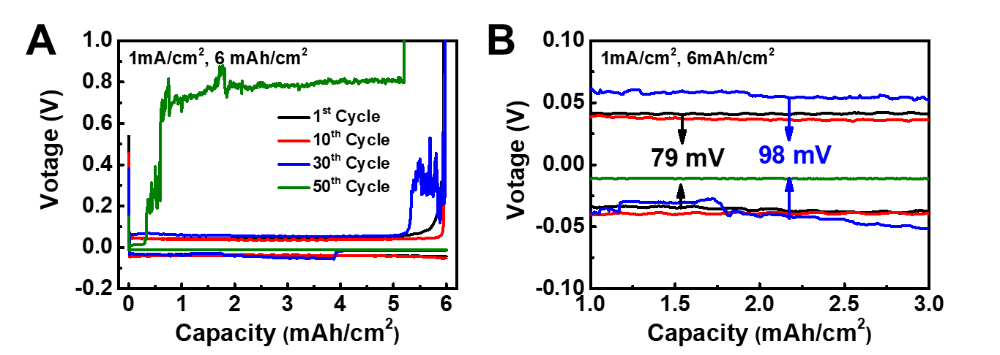 A
1mA/cm², 6 mAh/cm²
1.0
0.8
0.6
0.4
0.2
0.0
-0.2
Votage (V)
1st Cycle
10th Cycle
30th Cycle
50th Cycle
0 1 2 3 4 5 6
Capacity (mAh/cm²)
B
1mA/cm², 6mAh/cm²
0.10
0.05
0.00
-0.05
-0.10
Votage (V)
79 mV
98 mV
1.0 1.5 2.0 2.5 3.0
Capacity (mAh/cm²)